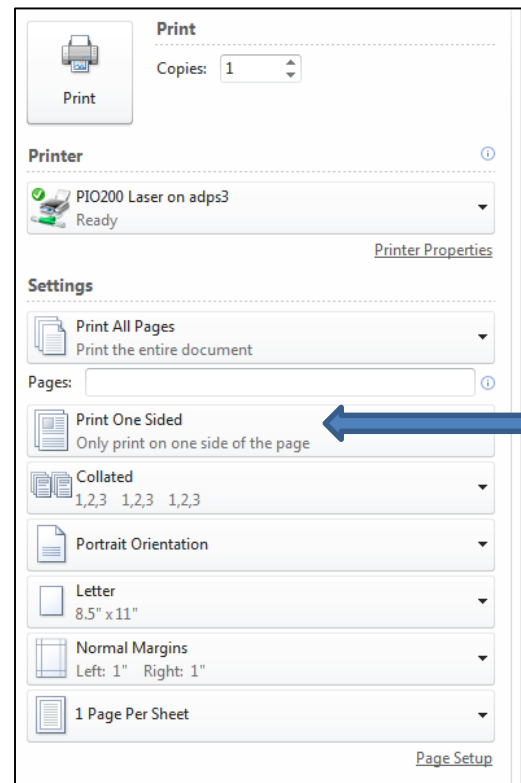 Print
Copies: 1
Print
Printer
PIO200 Laser on adps3
Ready
Printer Properties
Settings
Print All Pages
Print the entire document
Pages:
Print One Sided
Only print on one side of the page
Collated
1,2,3 1,2,3 1,2,3
Portrait Orientation
Letter
8.5" x 11"
Normal Margins
Left: 1" Right: 1"
1 Page Per Sheet
Page Setup